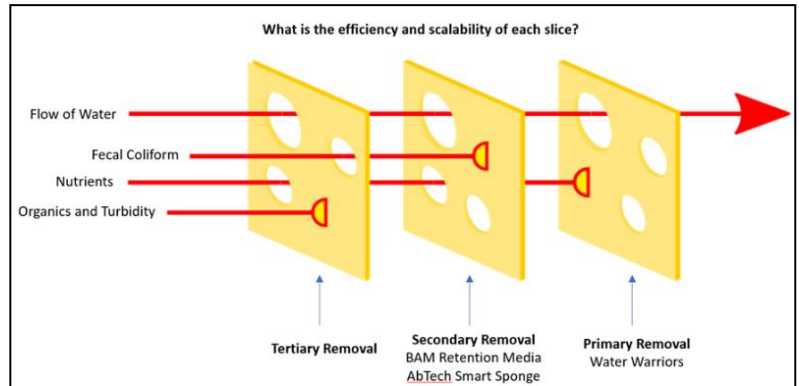 What is the efficiency and scalability of each slice?
Flow of Water
Fecal Coliform
Nutrients
Organics and Turbidity
Tertiary Removal
Secondary Removal
BAM Retention Media
AbTech Smart Sponge
Primary Removal
Water Warriors